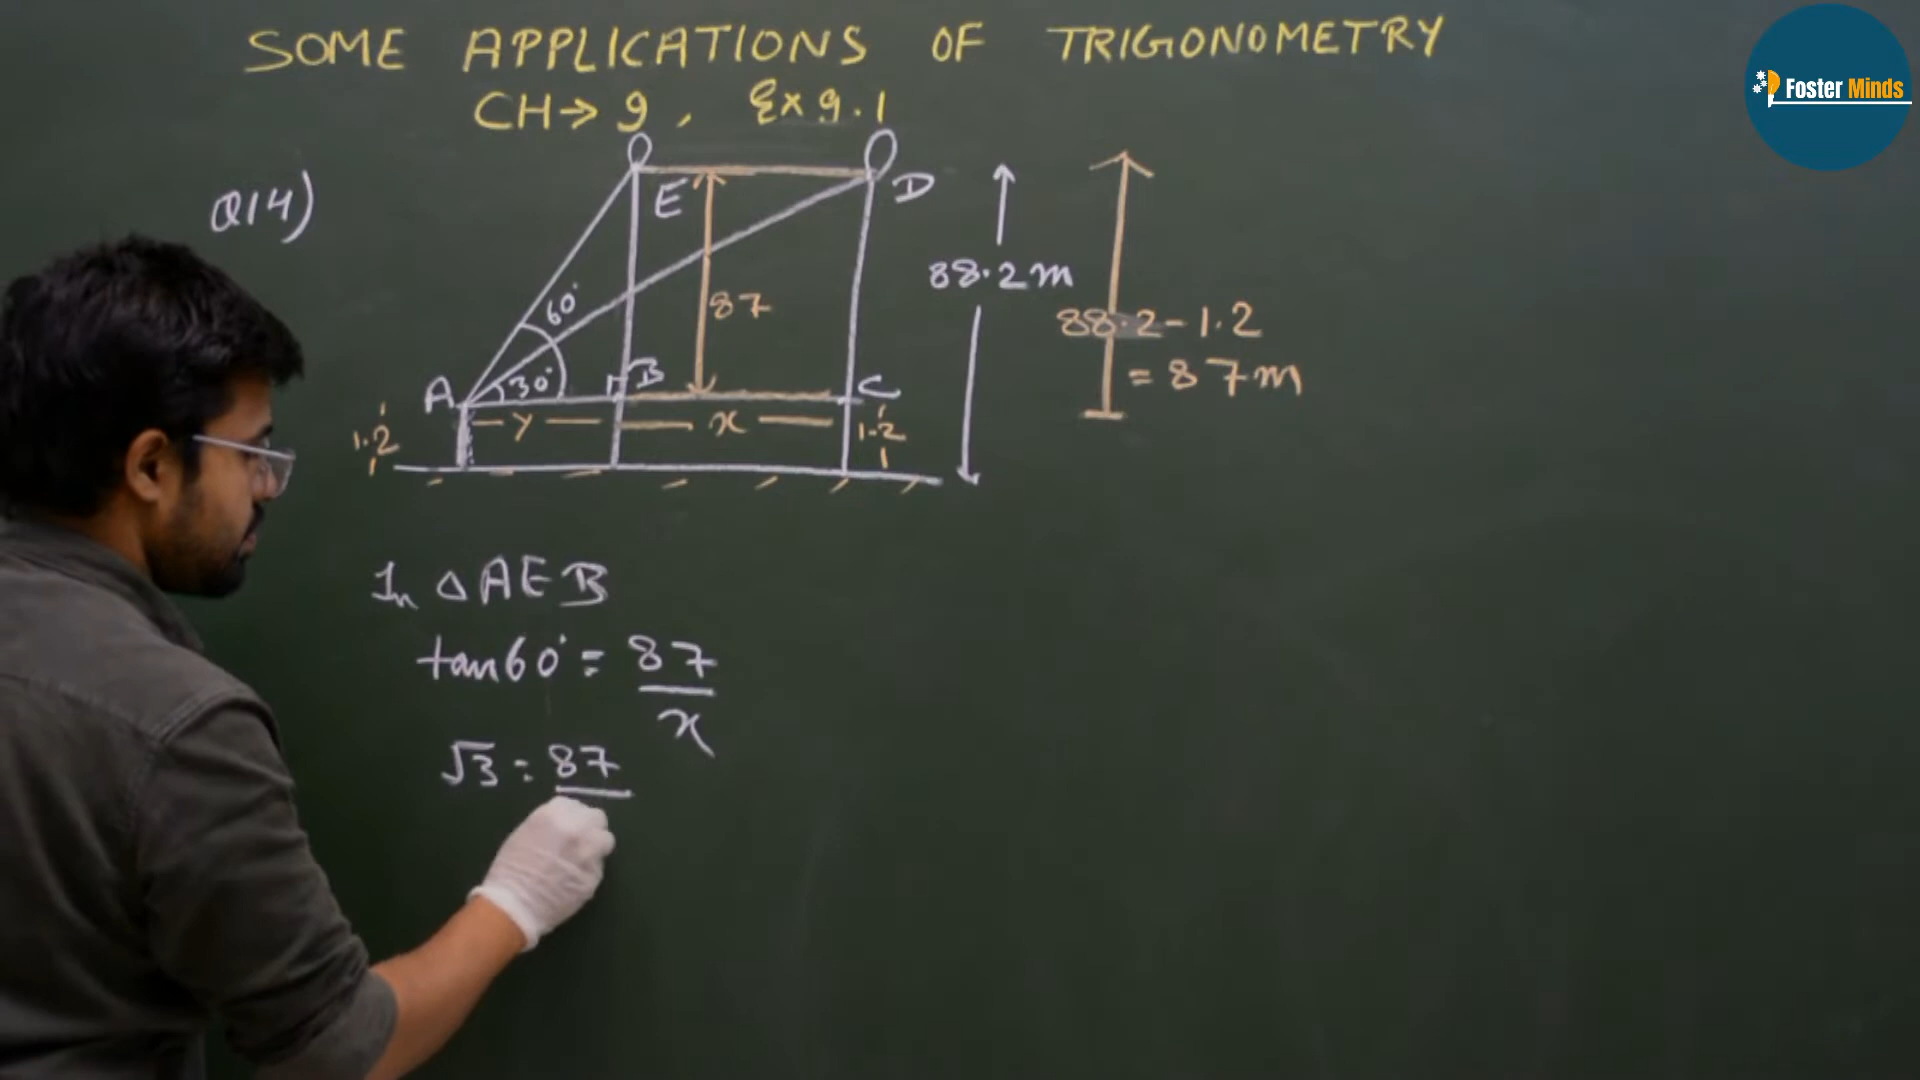 SOME APPLICATIONS OF TRIGONOMETRY
CH→9, Ex 9.1
Foster Minds
Q14)
E
D
88.2m
60°
87
88.2-1.2
= 87m
A
30°
B
C
1.2
y
x
1.2
In △AEB
tan60° = 87/x
√3 = 87